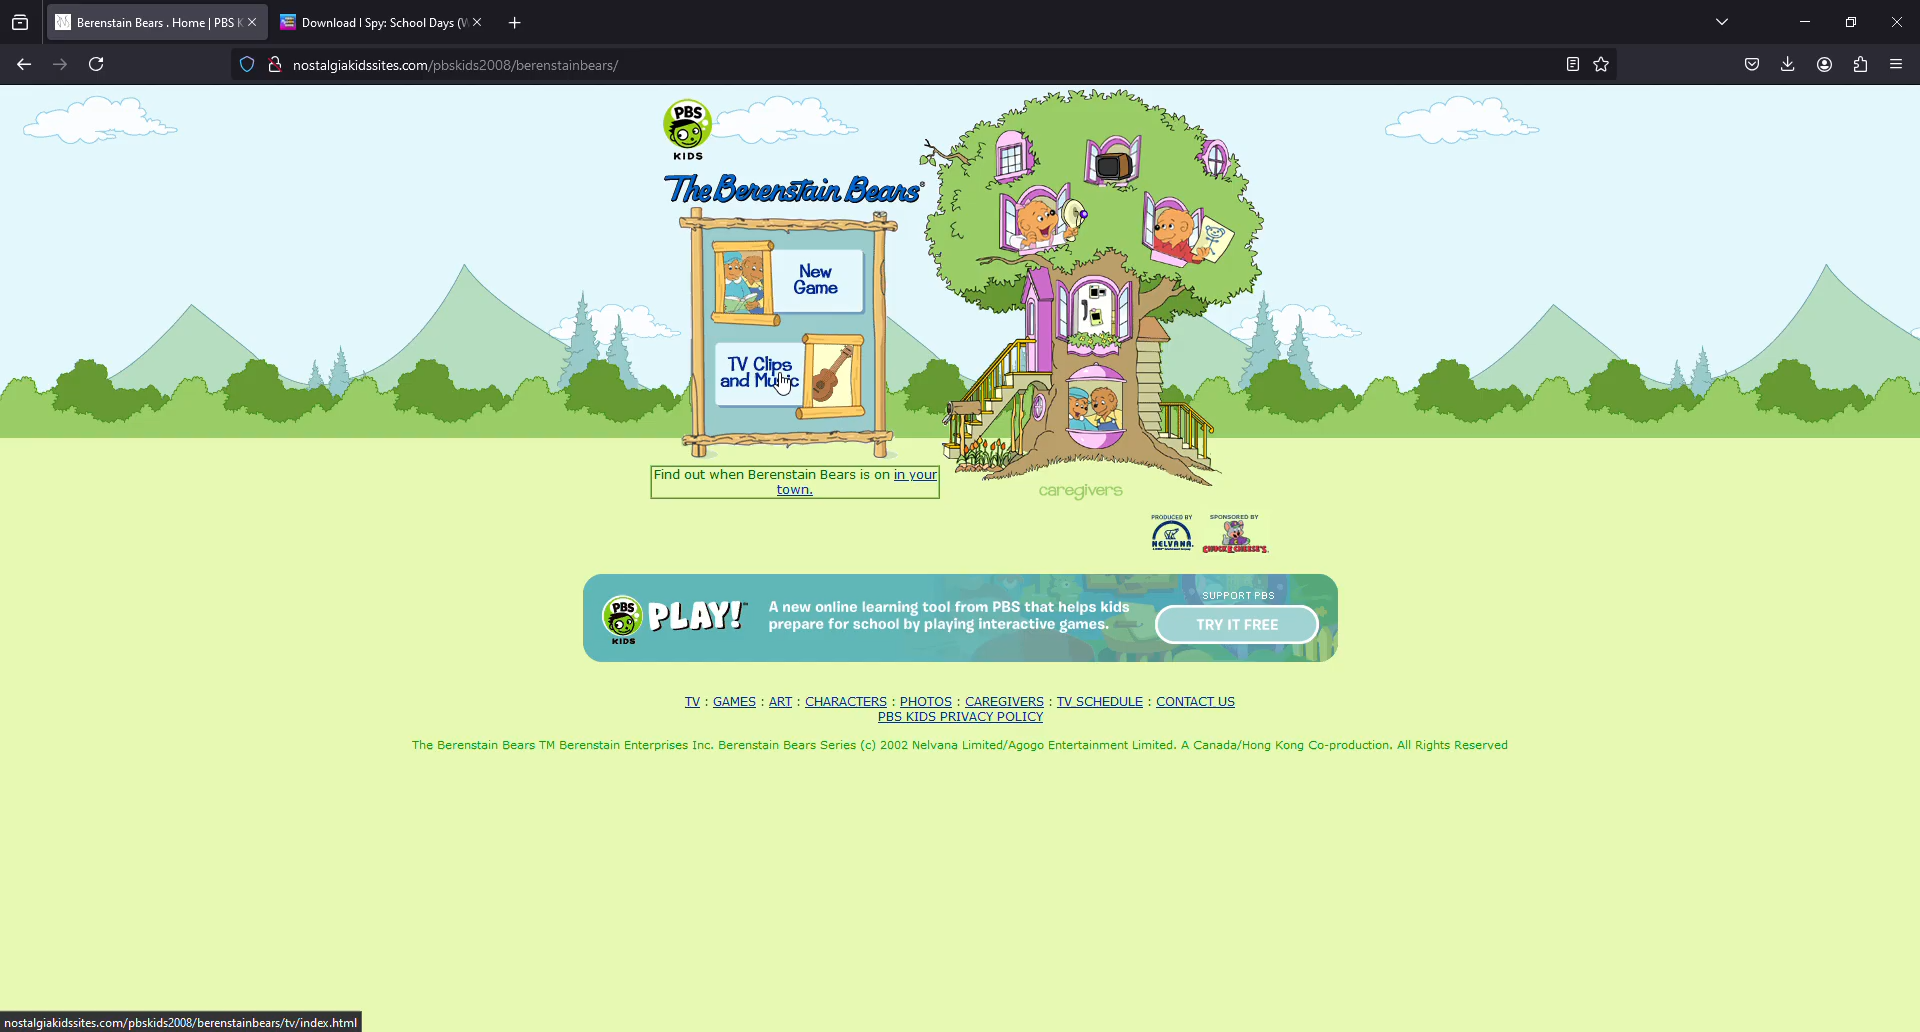 Berenstain Bears . Home | PBS K
Download I Spy: School Days (W
nostalgiakidssites.com/pbskids2008/berenstainbears/
PBS
KIDS
The Berenstain Bears
New
Game
TV Clips
and Music
Find out when Berenstain Bears is on in your
town.
caregivers
PRODUCED BY
NELVANA
SPONSORED BY
CHUCK E. CHEESE'S
PBS
KIDS
PLAY!™
A new online learning tool from PBS that helps kids
prepare for school by playing interactive games.
SUPPORT PBS
TRY IT FREE
TV : GAMES : ART : CHARACTERS : PHOTOS : CAREGIVERS : TV SCHEDULE : CONTACT US
PBS KIDS PRIVACY POLICY
The Berenstain Bears TM Berenstain Enterprises Inc. Berenstain Bears Series (c) 2002 Nelvana Limited/Agogo Entertainment Limited. A Canada/Hong Kong Co-production. All Rights Reserved
nostalgiakidssites.com/pbskids2008/berenstainbears/tv/index.html